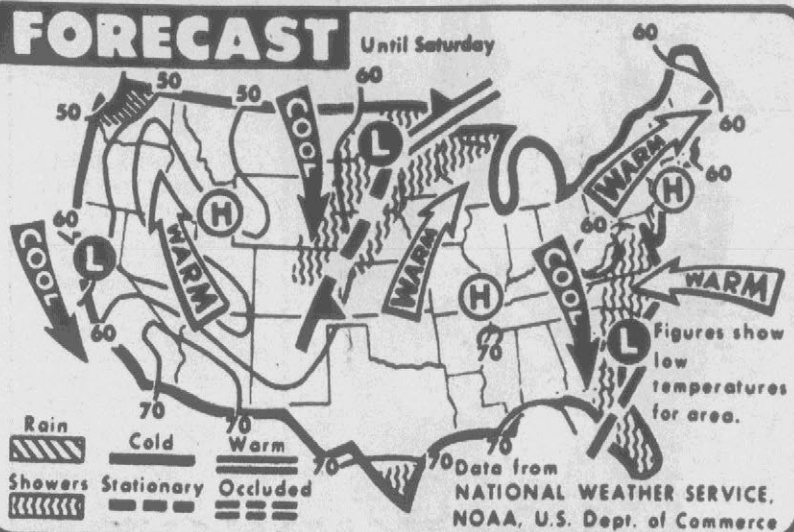 FORECAST
Until Saturday
60
60
50
50
50
COOL
L
WARM
60
60
H
H
60
60
COOL
L
WARM
WARM
H
COOL
WARM
60
70
L
Figures show
low
temperatures
for area.
70
70
70
70
70
Rain
Cold
Warm
Showers
Stationary
Occluded
Data from
NATIONAL WEATHER SERVICE,
NOAA, U.S. Dept. of Commerce